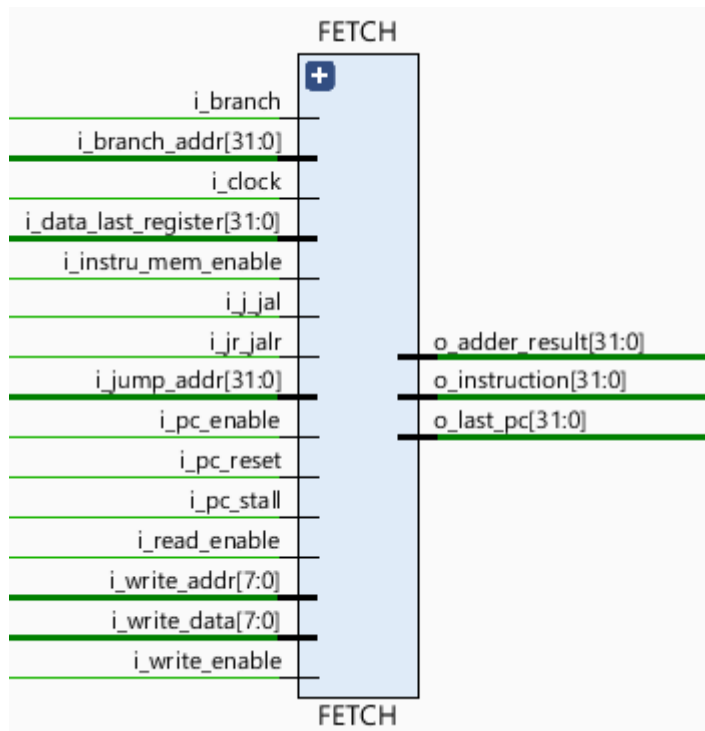 FETCH
i_branch
i_branch_addr[31:0]
i_clock
i_data_last_register[31:0]
i_instru_mem_enable
i_j_jal
i_jr_jalr
i_jump_addr[31:0]
i_pc_enable
i_pc_reset
i_pc_stall
i_read_enable
i_write_addr[7:0]
i_write_data[7:0]
i_write_enable
o_adder_result[31:0]
o_instruction[31:0]
o_last_pc[31:0]
FETCH